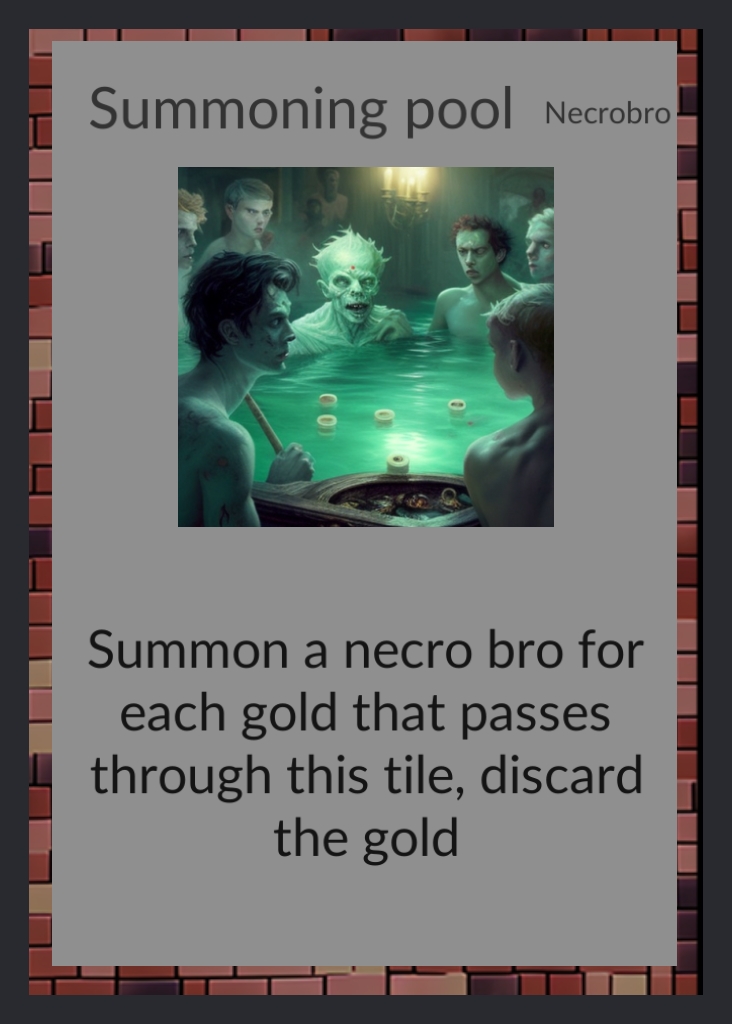 Summoning pool Necrobro
Summon a necro bro for
each gold that passes
through this tile, discard
the gold